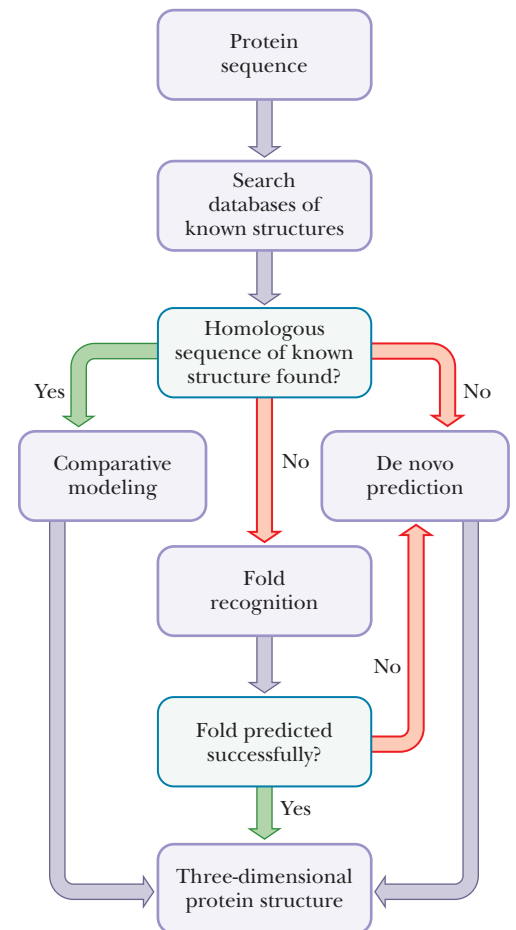 Protein
sequence
Search
databases of
known structures
Homologous
sequence of known
structure found?
Yes
No
Comparative
modeling
No
De novo
prediction
Fold
recognition
No
Fold predicted
successfully?
Yes
Three-dimensional
protein structure